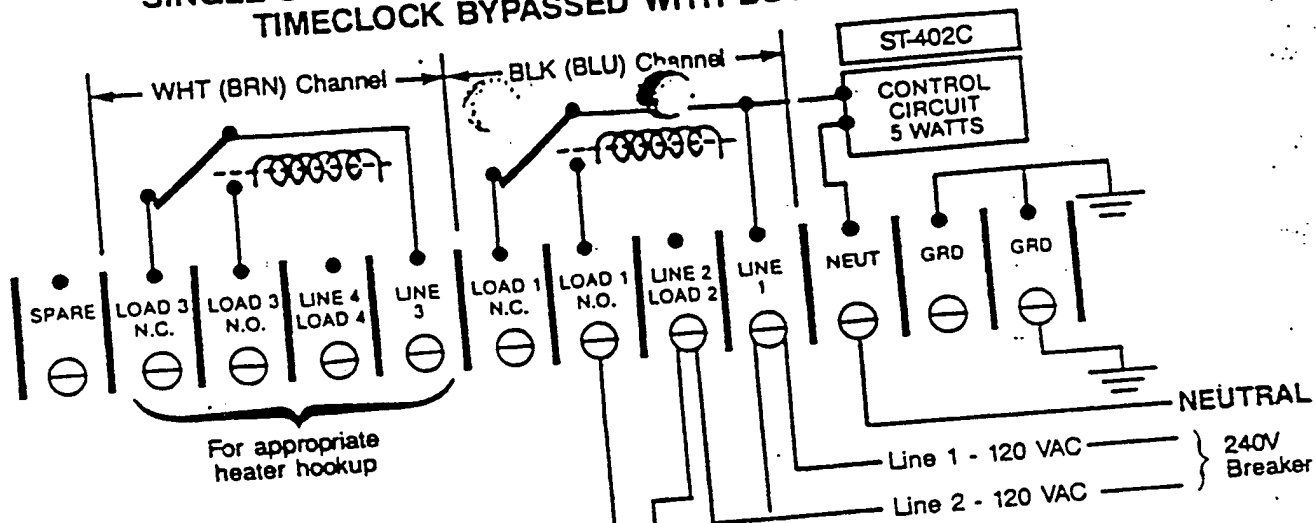 TIMECLOCK BYPASSED WITH
ST-402C
WHT (BRN) Channel
BLK (BLU) Channel
CONTROL
CIRCUIT
5 WATTS
SPARE
LOAD 3
N.C.
LOAD 3
N.O.
LINE 4
LOAD 4
LINE
3
LOAD 1
N.C.
LOAD 1
N.O.
LINE 2
LOAD 2
LINE
1
NEUT
GRD
GRD
NEUTRAL
For appropriate
heater hookup
Line 1 - 120 VAC
Line 2 - 120 VAC
240V
Breaker